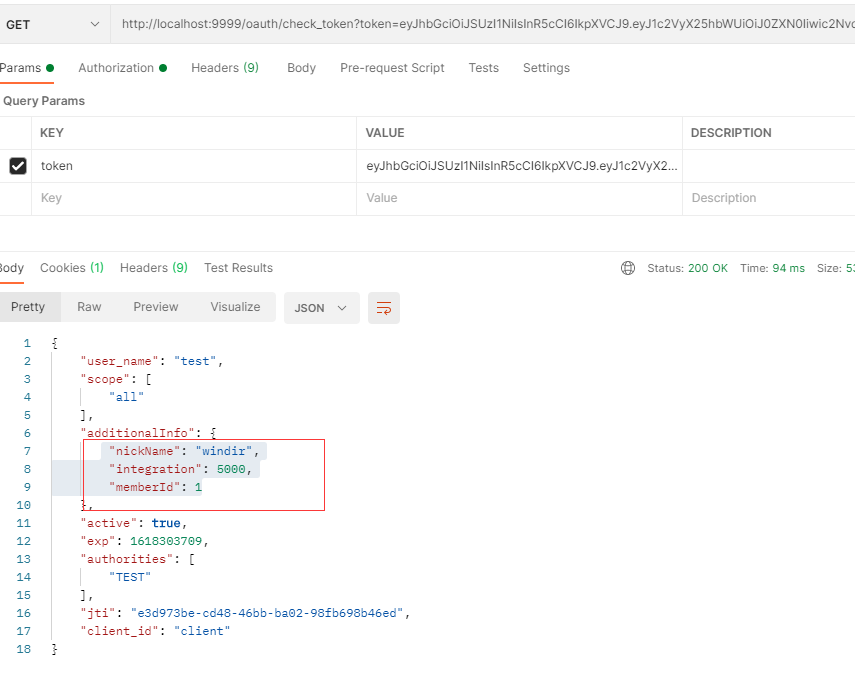 GET http://localhost:9999/oauth/check_token?token=eyJhbGciOiJSUzI1NiIsInR5cCI6IkpXVCJ9.eyJ1c2VyX25hbWUiOiJ0ZXN0Iiwic2NvcG
Params Authorization Headers (9) Body Pre-request Script Tests Settings
Query Params
KEY VALUE DESCRIPTION
token eyJhbGciOiJSUzI1NiIsInR5cCI6IkpXVCJ9.eyJ1c2VyX2...
Key Value Description
Body Cookies (1) Headers (9) Test Results Status: 200 OK Time: 94 ms Size: 53
Pretty Raw Preview Visualize JSON
1 {
2 "user_name": "test",
3 "scope": [
4 "all"
5 ],
6 "additionalInfo": {
7 "nickName": "windir",
8 "integration": 5000,
9 "memberId": 1
10 },
11 "active": true,
12 "exp": 1618303709,
13 "authorities": [
14 "TEST"
15 ],
16 "jti": "e3d973be-cd48-46bb-ba02-98fb698b46ed",
17 "client_id": "client"
18 }